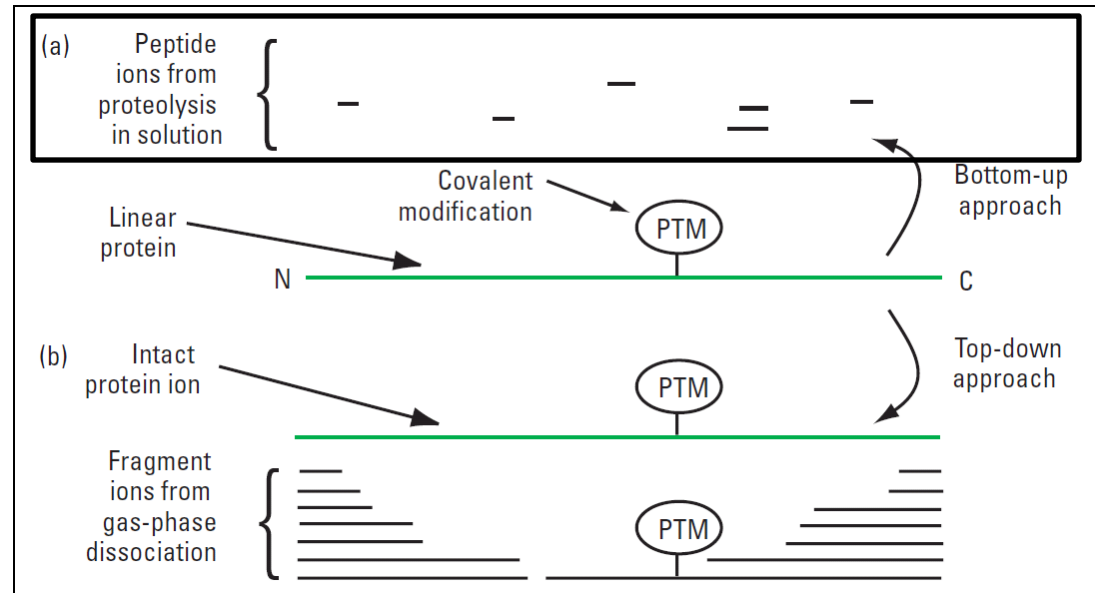 (a) Peptide
ions from
proteolysis
in solution
Covalent
modification
Bottom-up
approach
Linear
protein
PTM
N
C
(b) Intact
protein ion
Top-down
approach
PTM
Fragment
ions from
gas-phase
dissociation
PTM